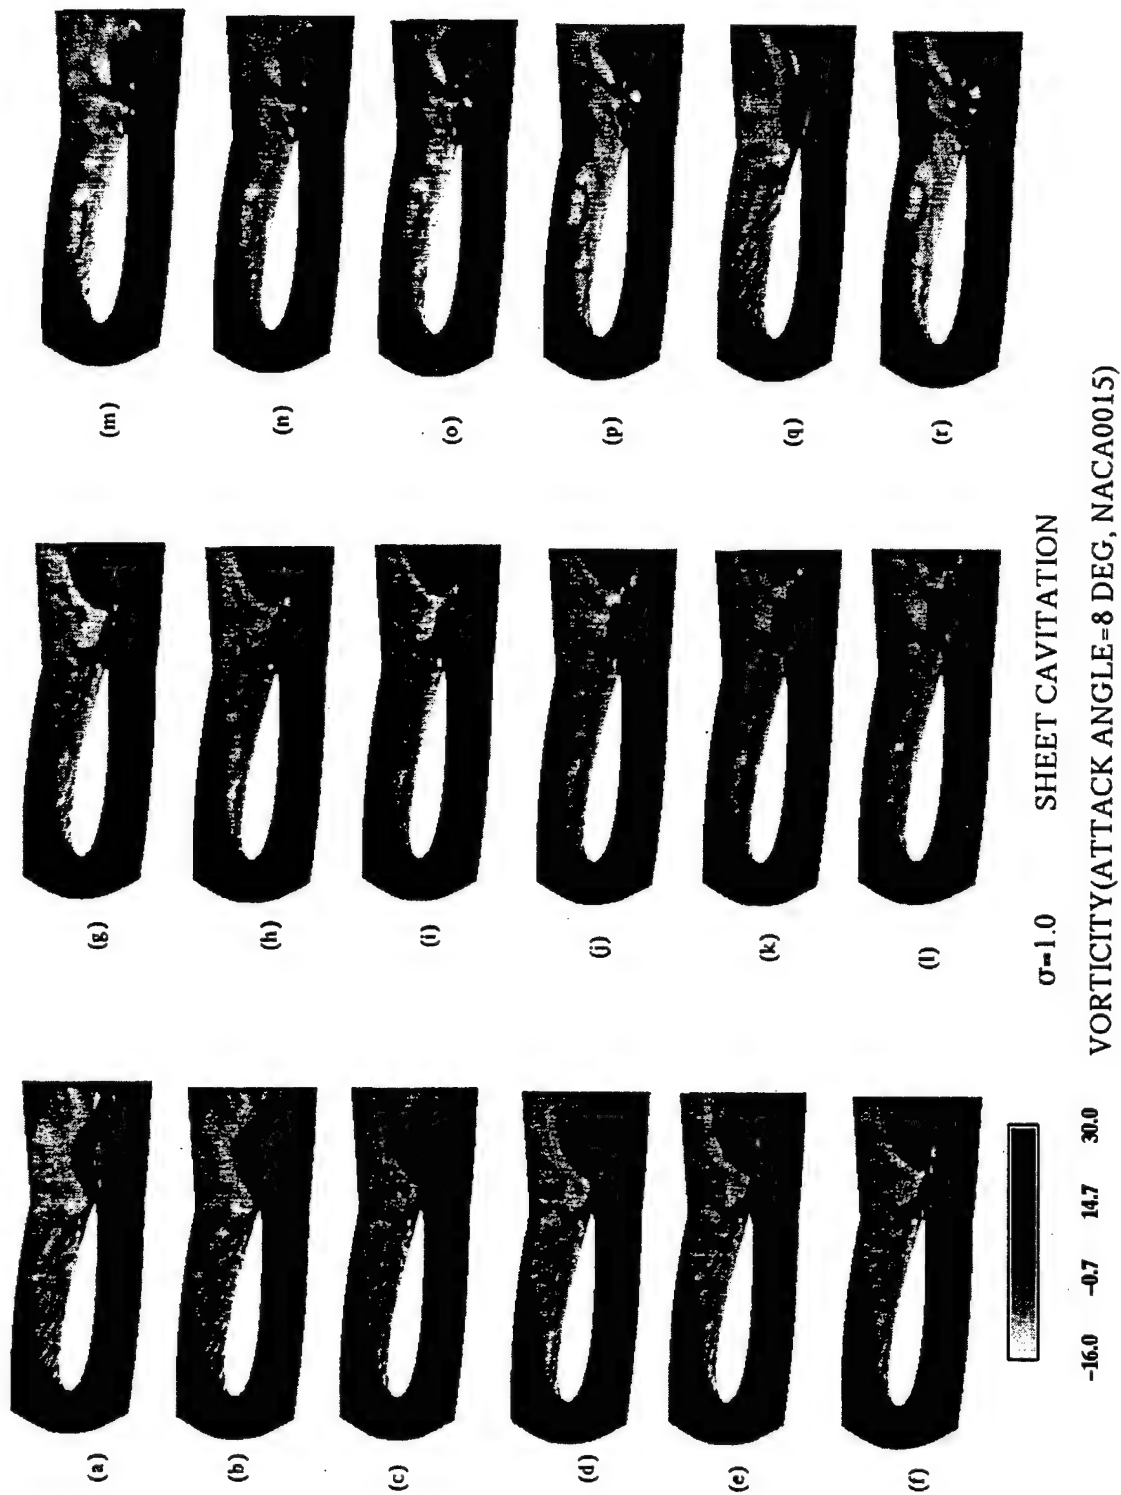 (a)
(b)
(c)
(d)
(e)
(f)
(g)
(h)
(i)
(j)
(k)
(l)
(m)
(n)
(o)
(p)
(q)
(r)
-16.0 -0.7 14.7 30.0
σ=1.0 SHEET CAVITATION
VORTICITY(ATTACK ANGLE=8 DEG, NACA0015)